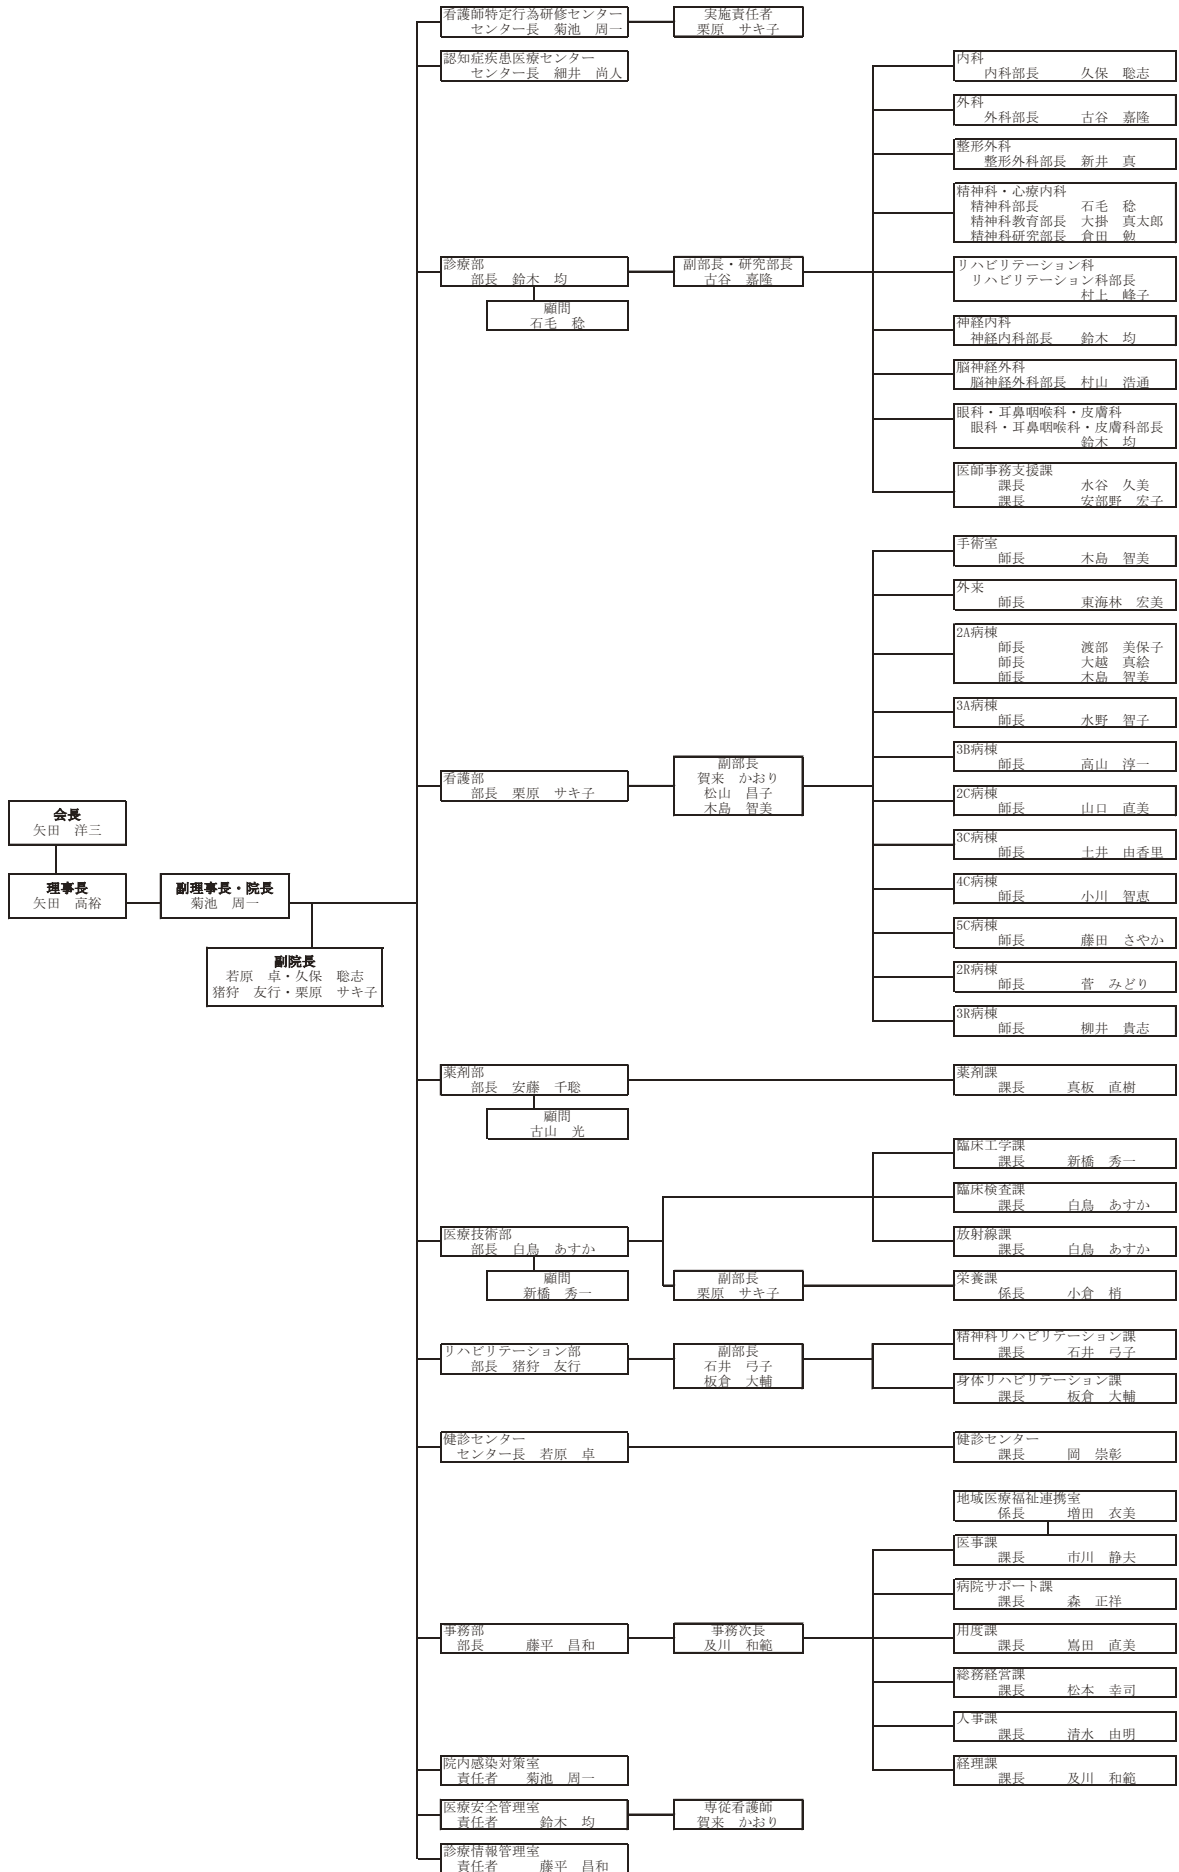 会長
矢田　洋三
理事長
矢田　高裕
副理事長・院長
菊池　周一
副院長
若原　卓・久保　聡志
猪狩　友行・栗原　サキ子
看護師特定行為研修センター
センター長　菊池　周一
実施責任者
栗原　サキ子
認知症疾患医療センター
センター長　細井　尚人
診療部
部長　鈴木　均
顧問
石毛　稔
副部長・研究部長
古谷　嘉隆
内科
内科部長　久保　聡志
外科
外科部長　古谷　嘉隆
整形外科
整形外科部長　新井　真
精神科・心療内科
精神科部長　石毛　稔
精神科教育部長　大掛　真太郎
精神科研究部長　倉田　勉
リハビリテーション科
リハビリテーション科部長
村上　峰子
神経内科
神経内科部長　鈴木　均
脳神経外科
脳神経外科部長　村山　浩通
眼科・耳鼻咽喉科・皮膚科
眼科・耳鼻咽喉科・皮膚科部長
鈴木　均
医師事務支援課
課長　水谷　久美
課長　安部野　宏子
看護部
部長　栗原　サキ子
副部長
賀来　かおり
松山　昌子
木島　智美
手術室
師長　木島　智美
外来
師長　東海林　宏美
2A病棟
師長　渡部　美保子
師長　大越　真絵
師長　木島　智美
3A病棟
師長　水野　智子
3B病棟
師長　高山　淳一
2C病棟
師長　山口　直美
3C病棟
師長　土井　由香里
4C病棟
師長　小川　智恵
5C病棟
師長　藤田　さやか
2R病棟
師長　菅　みどり
3R病棟
師長　柳井　貴志
薬剤部
部長　安藤　千聡
顧問
古山　光
薬剤課
課長　真板　直樹
医療技術部
部長　白鳥　あすか
顧問
新橋　秀一
臨床工学課
課長　新橋　秀一
臨床検査課
課長　白鳥　あすか
放射線課
課長　白鳥　あすか
副部長
栗原　サキ子
栄養課
係長　小倉　梢
リハビリテーション部
部長　猪狩　友行
副部長
石井　弓子
板倉　大輔
精神科リハビリテーション課
課長　石井　弓子
身体リハビリテーション課
課長　板倉　大輔
健診センター
センター長　若原　卓
健診センター
課長　岡　崇彰
事務部
部長　藤平　昌和
事務次長
及川　和範
地域医療福祉連携室
係長　増田　衣美
医事課
課長　市川　静夫
病院サポート課
課長　森　正祥
用度課
課長　嶌田　直美
総務経営課
課長　松本　幸司
人事課
課長　清水　由明
経理課
課長　及川　和範
院内感染対策室
責任者　菊池　周一
医療安全管理室
責任者　鈴木　均
専従看護師
賀来　かおり
診療情報管理室
責任者　藤平　昌和